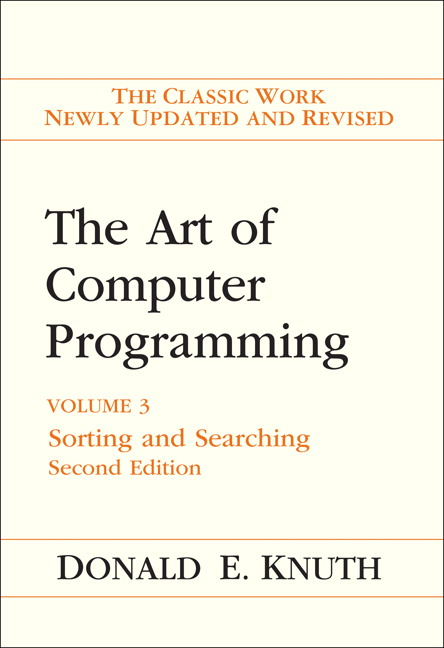 THE CLASSIC WORK
NEWLY UPDATED AND REVISED
The Art of
Computer
Programming
VOLUME 3
Sorting and Searching
Second Edition
DONALD E. KNUTH